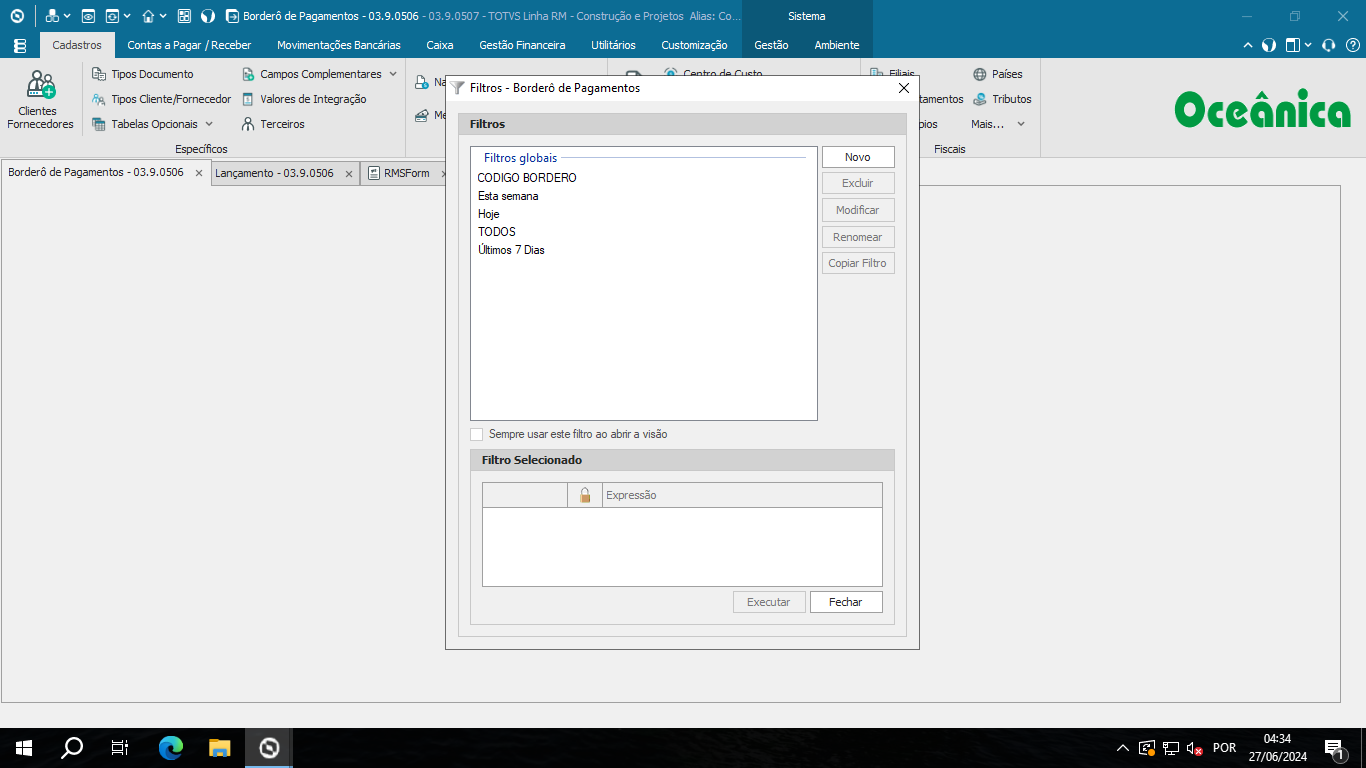 Borderô de Pagamentos - 03.9.0506 - 03.9.0507 - TOTVS Linha RM - Construção e Projetos Alias: Co...
Sistema
Cadastros
Contas a Pagar / Receber
Movimentações Bancárias
Caixa
Gestão Financeira
Utilitários
Customização
Gestão
Ambiente
Clientes
Fornecedores
Tipos Documento
Tipos Cliente/Fornecedor
Tabelas Opcionais
Campos Complementares
Valores de Integração
Terceiros
Específicos
Centro de Custo
Filiais
Países
Tributos
Mais...
Fiscais
Oceânica
Borderô de Pagamentos - 03.9.0506
Lançamento - 03.9.0506
RMSForm
Filtros - Borderô de Pagamentos
Filtros
Filtros globais
CODIGO BORDERO
Esta semana
Hoje
TODOS
Últimos 7 Dias
Novo
Excluir
Modificar
Renomear
Copiar Filtro
Sempre usar este filtro ao abrir a visão
Filtro Selecionado
Expressão
Executar
Fechar
POR
04:34
27/06/2024
1